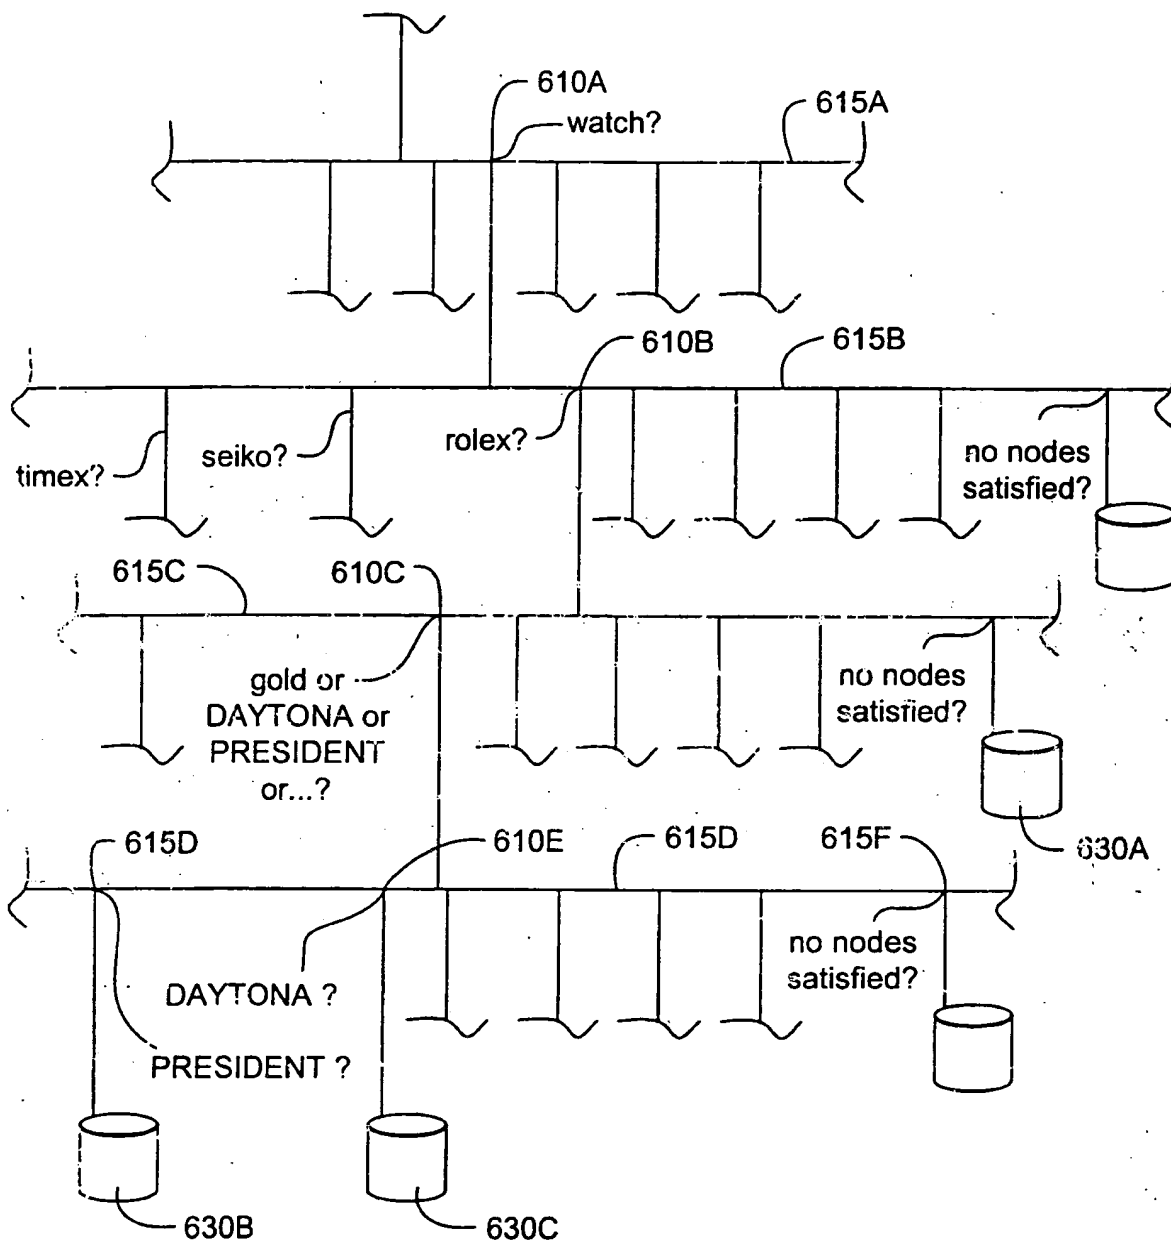 610A
615A
watch?
610B
615B
rolex?
seiko?
timex?
no nodes
satisfied?
615C
610C
gold or
DAYTONA or
PRESIDENT
or...?
no nodes
satisfied?
630A
615D
610E
615D
615F
DAYTONA ?
PRESIDENT ?
no nodes
satisfied?
630B
630C